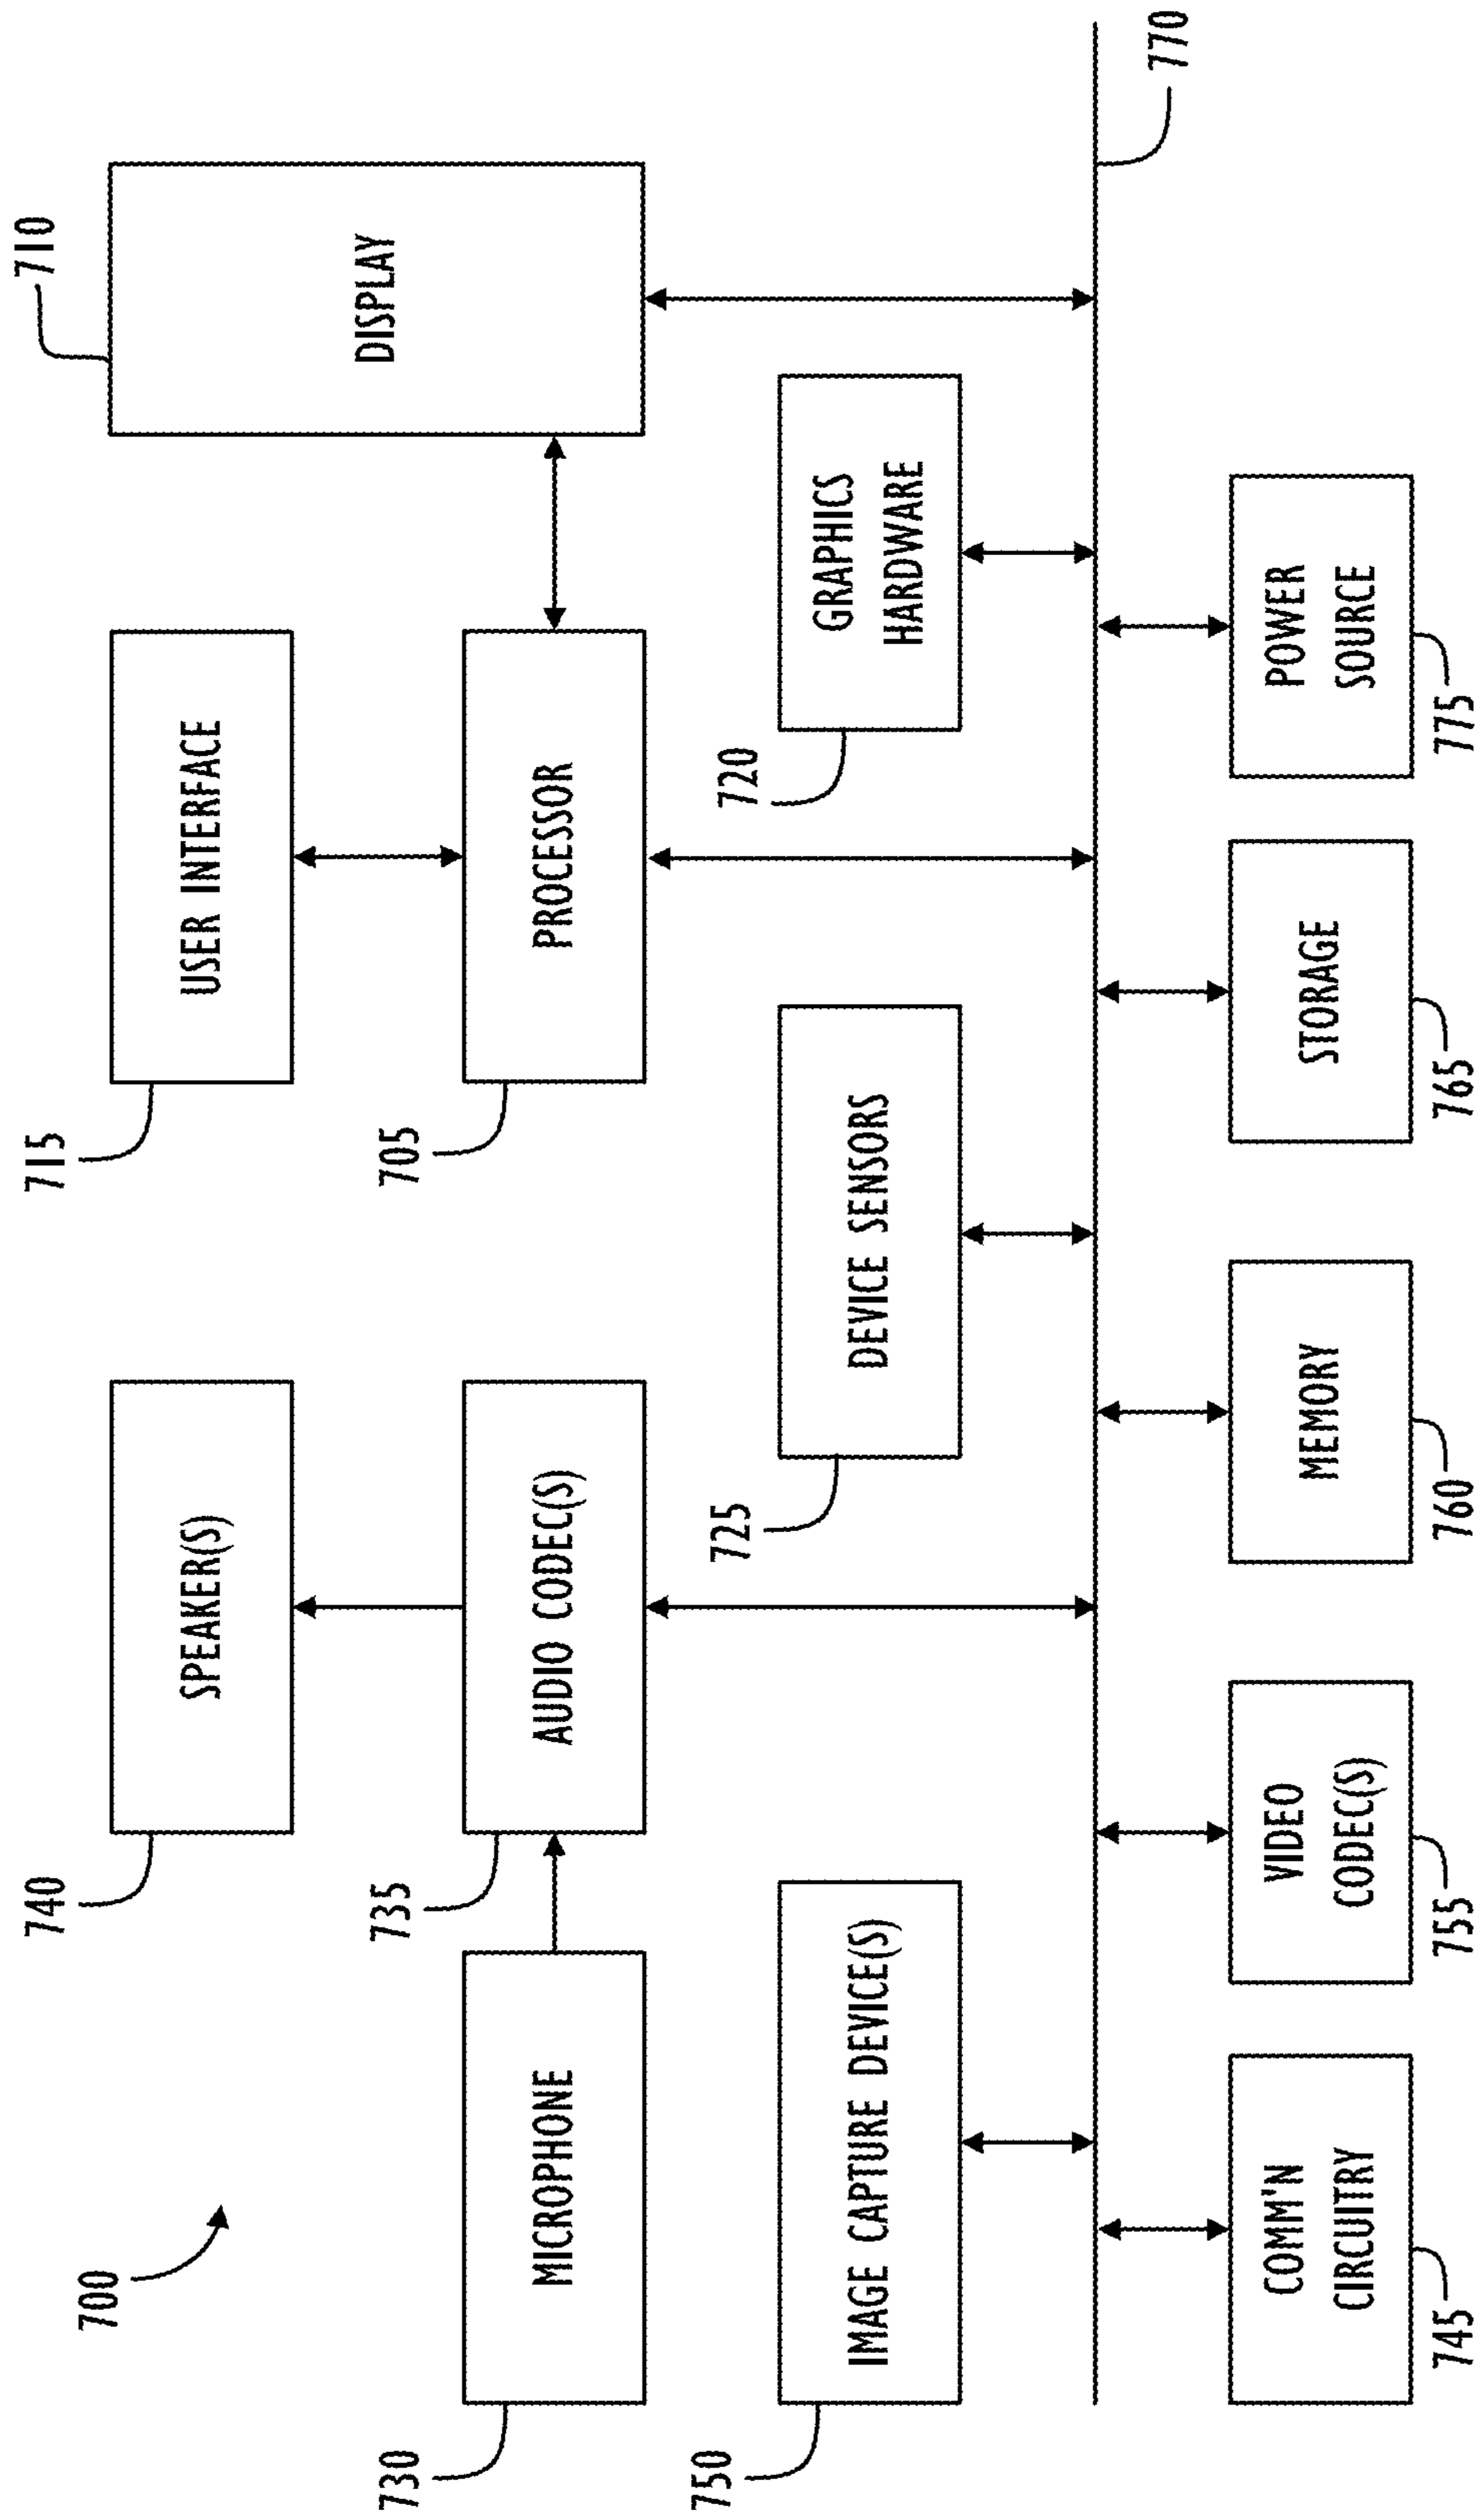 700
740
SPEAKER(S)
715
USER INTERFACE
710
DISPLAY
730
MICROPHONE
735
AUDIO CODEC(S)
705
PROCESSOR
750
IMAGE CAPTURE DEVICE(S)
725
DEVICE SENSORS
720
GRAPHICS
HARDWARE
770
COMM'N
CIRCUITRY
745
VIDEO
CODEC(S)
755
MEMORY
760
STORAGE
765
POWER
SOURCE
775